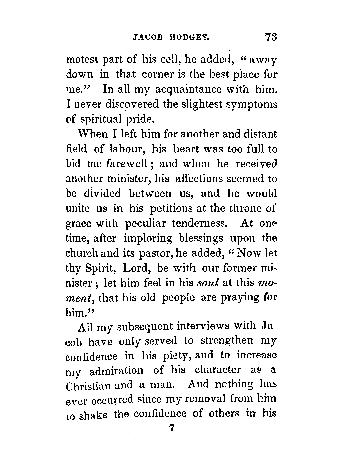 JACOB HODGES. 73
motest part of his cell, he added, "away
down in that corner is the best place for
me." In all my acquaintance with him.
I never discovered the slightest symptoms
of spiritual pride.
When I left him for another and distant
field of labour, his heart was too full to
bid me farewell; and when he received
another minister, his affections seemed to
be divided between us, and he would
unite us in his petitions at the throne of
grace with peculiar tenderness. At one
time, after imploring blessings upon the
church and its pastor, he added, "Now let
thy Spirit, Lord, be with our former mi-
nister; let him feel in his soul at this mo-
ment, that his old people are praying for
him."
All my subsequent interviews with Ja
cob have only served to strengthen my
confidence in his piety, and to increase
my admiration of his character as a
Christian and a man. And nothing has
ever occurred since my removal from him
to shake the confidence of others in his
7